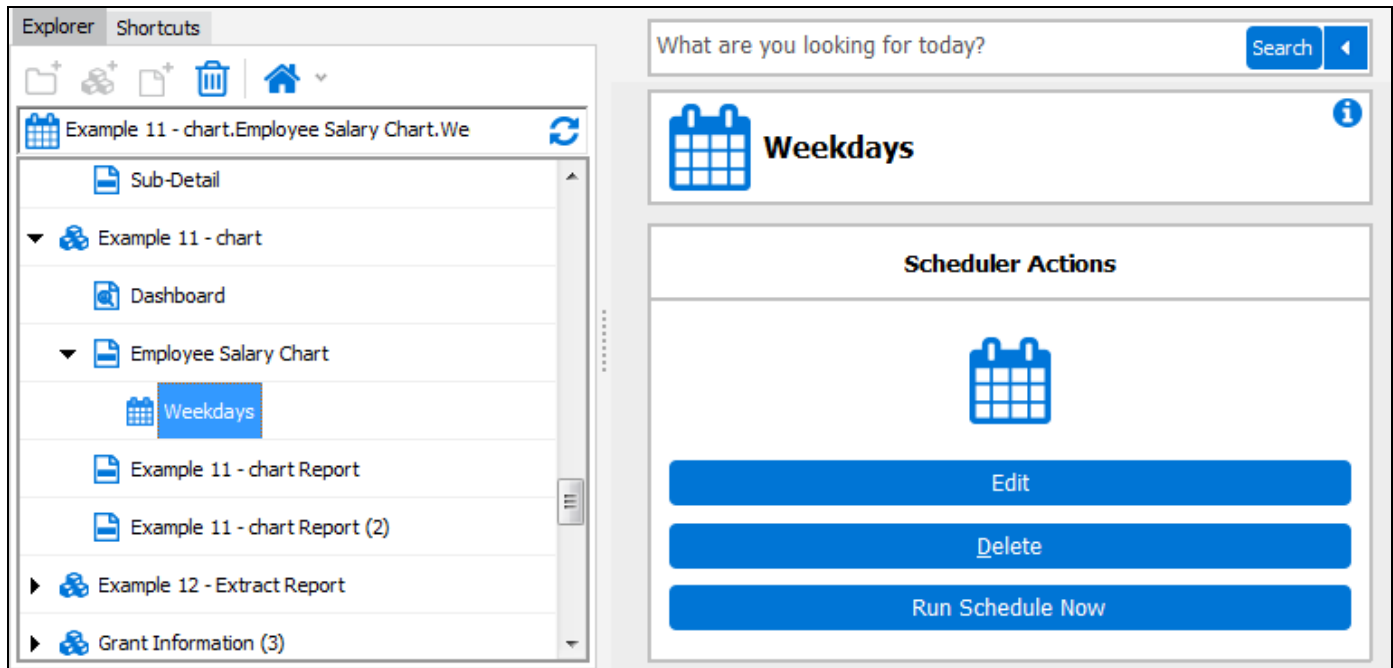 Explorer Shortcuts
Example 11 - chart.Employee Salary Chart.We
Sub-Detail
Example 11 - chart
Dashboard
Employee Salary Chart
Weekdays
Example 11 - chart Report
Example 11 - chart Report (2)
Example 12 - Extract Report
Grant Information (3)
What are you looking for today? Search
Weekdays
Scheduler Actions
Edit
Delete
Run Schedule Now